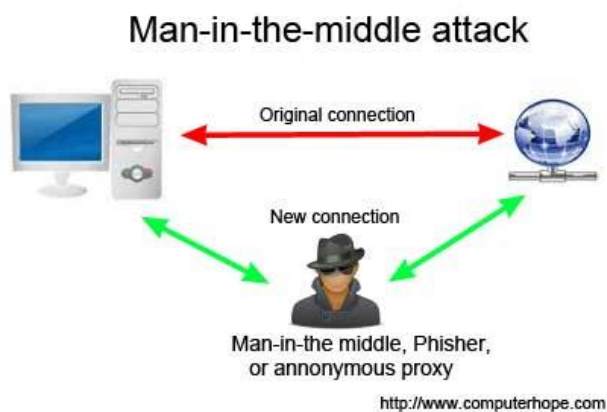 Man-in-the-middle attack
Original connection
New connection
Man-in-the middle, Phisher,
or annonymous proxy
http://www.computerhope.com